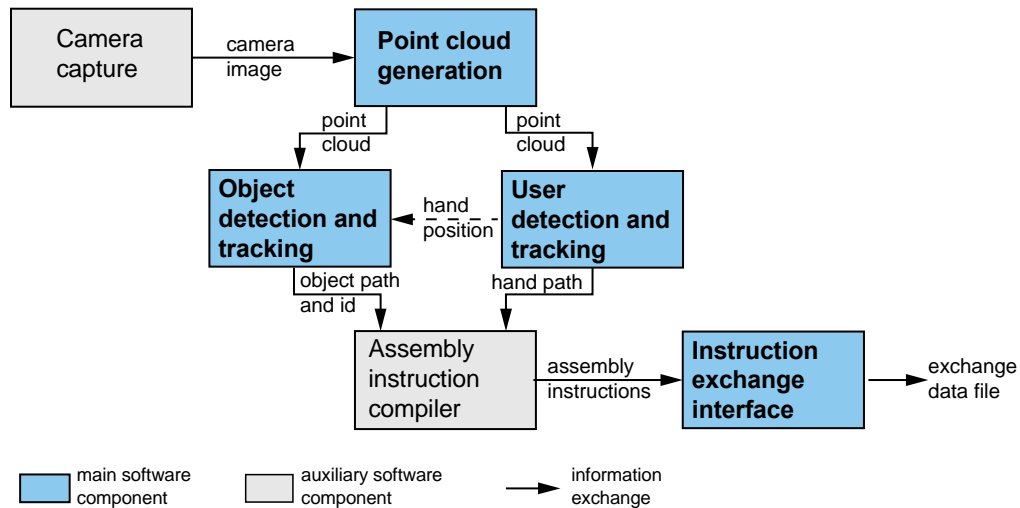 Camera
capture
camera
image
Point cloud
generation
point
cloud
point
cloud
Object
detection and
tracking
hand
position
User
detection and
tracking
object path
and id
hand path
Assembly
instruction
compiler
assembly
instructions
Instruction
exchange
interface
exchange
data file
main software
component
auxiliary software
component
information
exchange